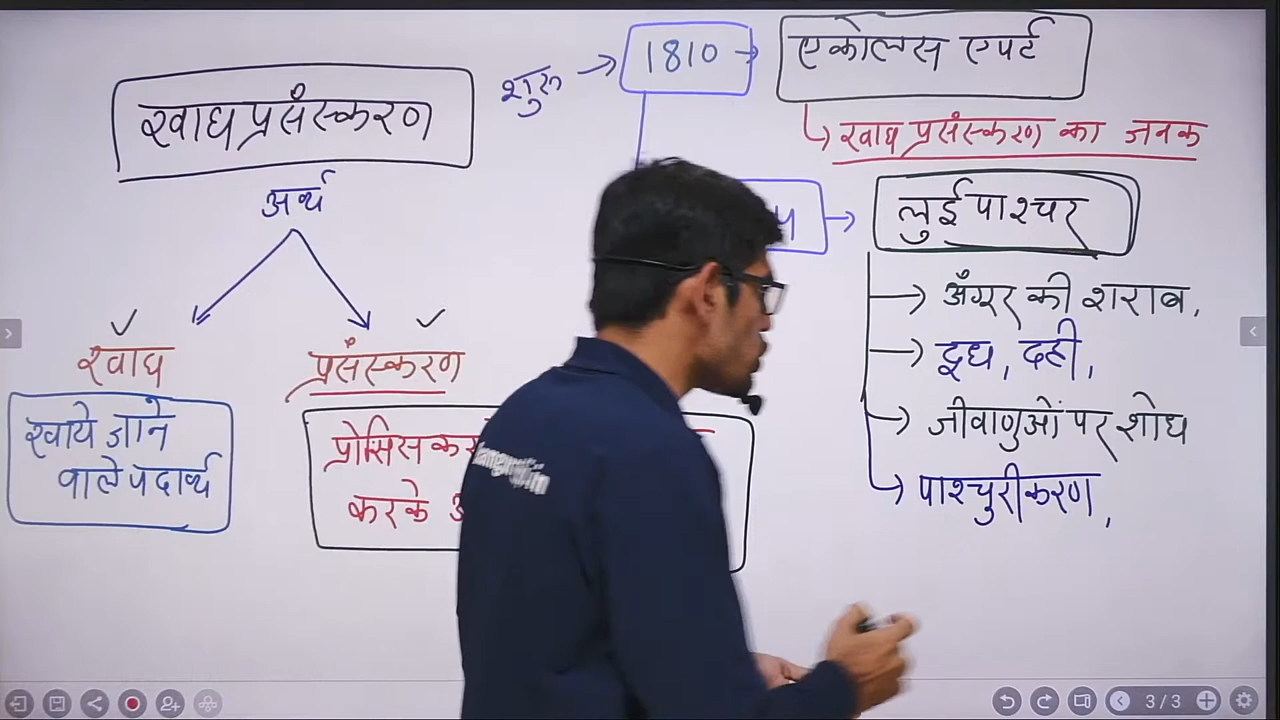 खाद्य प्रसंस्करण
शुरू
1810
एकोलस एपर्ट
खाद्य प्रसंस्करण का जनक
अर्थ
लुई पाश्चर
अँगूर की शराब,
दूध, दही,
जीवाणुओं पर शोध
पाश्चुरीकरण,
खाद्य
प्रसंस्करण
खाये जाने
वाले पदार्थ
प्रोसिस
करके
3/3